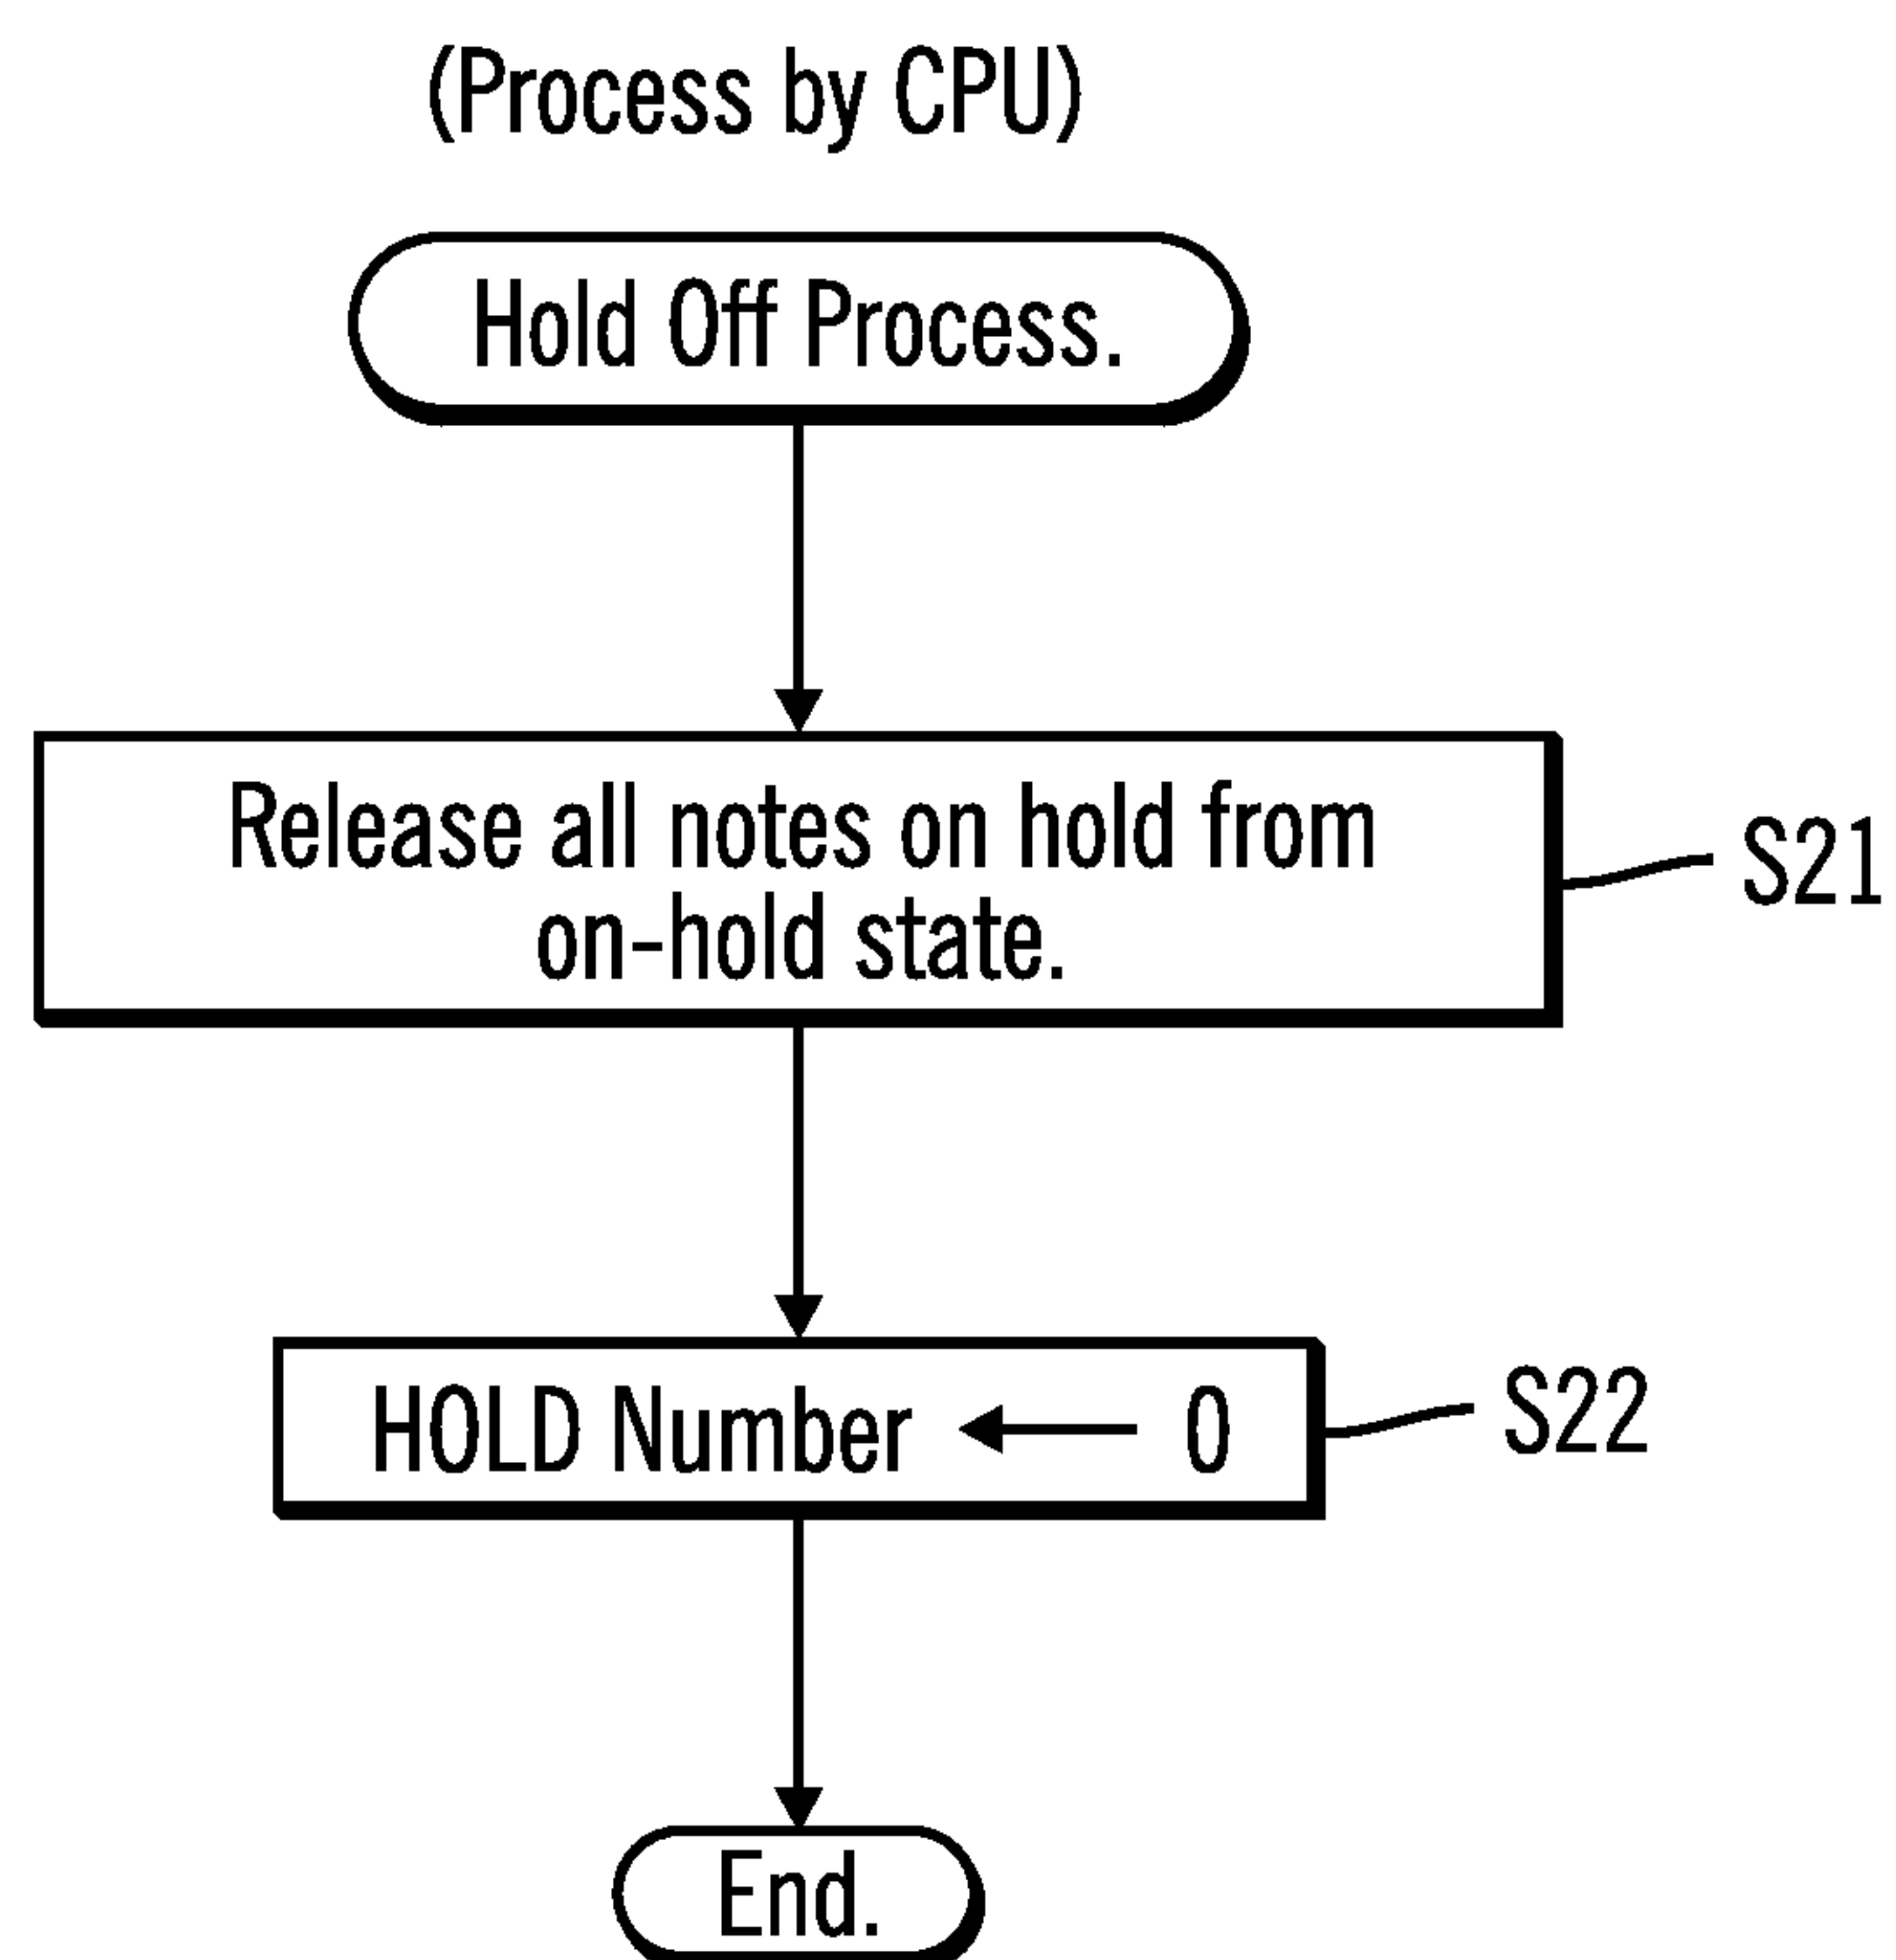 (Process by CPU)
Hold Off Process.
Release all notes on hold from
on-hold state.
S21
HOLD Number ← 0
S22
End.